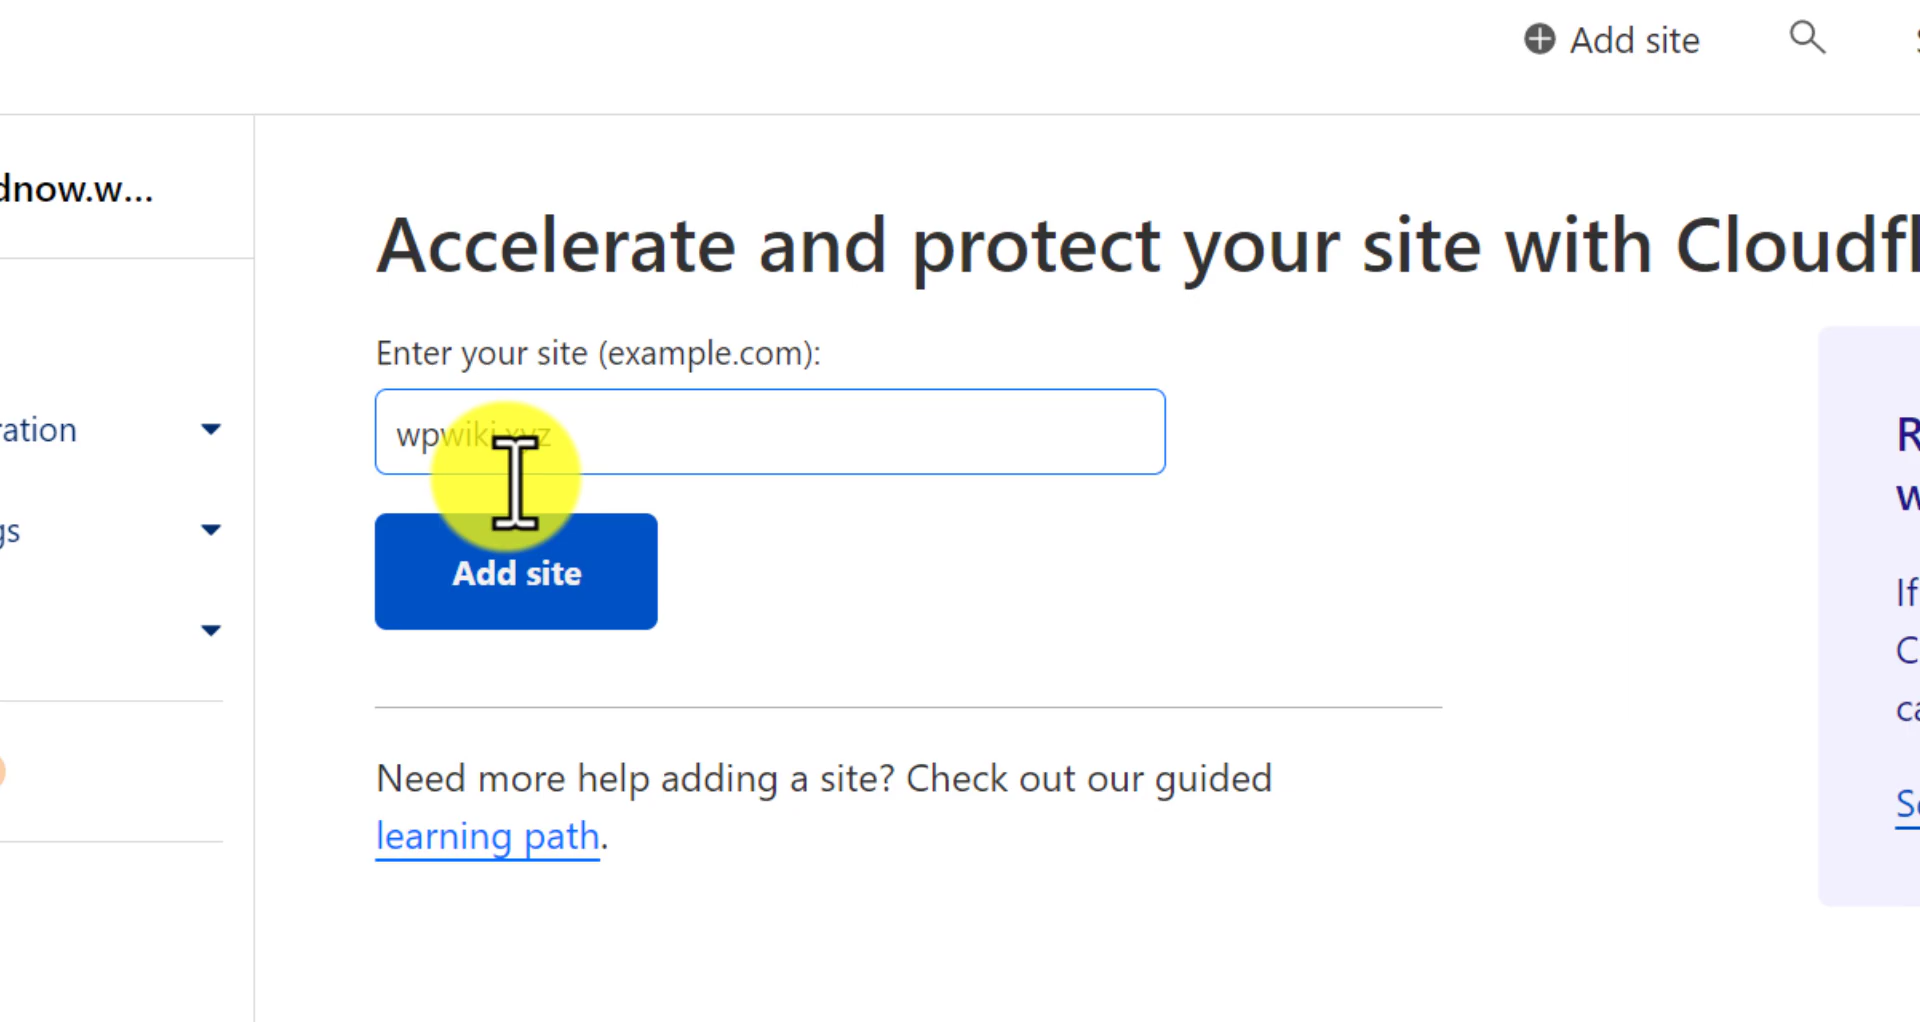 Add site
dnow.w...
Accelerate and protect your site with Cloudfl
Enter your site (example.com):
wpwiki.xyz
Add site
Need more help adding a site? Check out our guided
learning path.
ration
gs
R
w
If
C
ca
Se